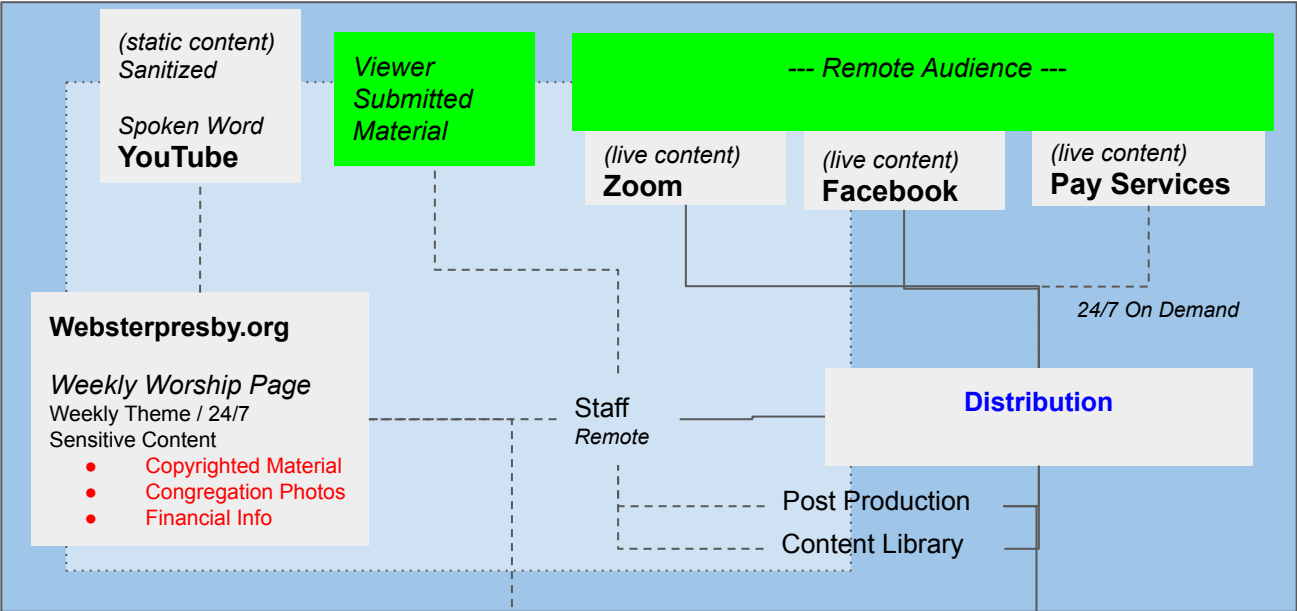 (static content)
Sanitized
Spoken Word
YouTube
Viewer
Submitted
Material
--- Remote Audience ---
(live content)
Zoom
(live content)
Facebook
(live content)
Pay Services
24/7 On Demand
Websterpresby.org
Weekly Worship Page
Weekly Theme / 24/7
Sensitive Content
● Copyrighted Material
● Congregation Photos
● Financial Info
Staff
Remote
Distribution
Post Production
Content Library